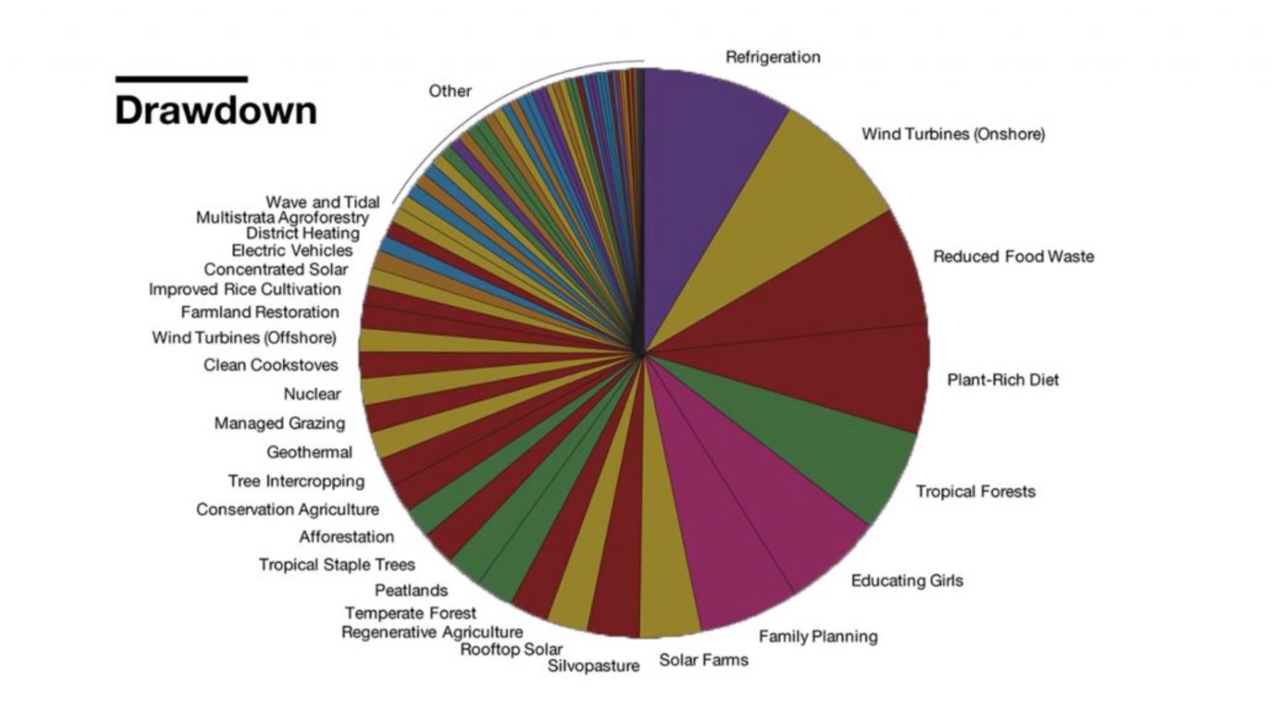 Drawdown
Refrigeration
Wind Turbines (Onshore)
Reduced Food Waste
Plant-Rich Diet
Tropical Forests
Educating Girls
Family Planning
Solar Farms
Silvopasture
Rooftop Solar
Regenerative Agriculture
Temperate Forest
Peatlands
Tropical Staple Trees
Afforestation
Conservation Agriculture
Tree Intercropping
Geothermal
Managed Grazing
Nuclear
Clean Cookstoves
Wind Turbines (Offshore)
Farmland Restoration
Improved Rice Cultivation
Concentrated Solar
Electric Vehicles
District Heating
Multistrata Agroforestry
Wave and Tidal
Other